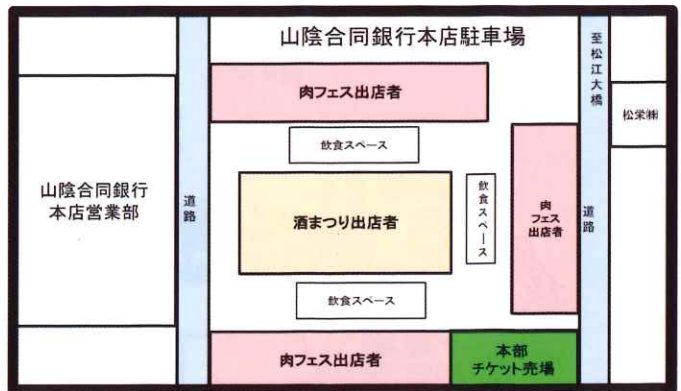 山陰合同銀行本店駐車場
肉フェス出店者
飲食スペース
山陰合同銀行
本店営業部
道路
酒まつり出店者
飲食スペース
肉
フェス
出店者
道路
至松江大橋
松栄㈱
飲食スペース
肉フェス出店者
本部
チケット売場